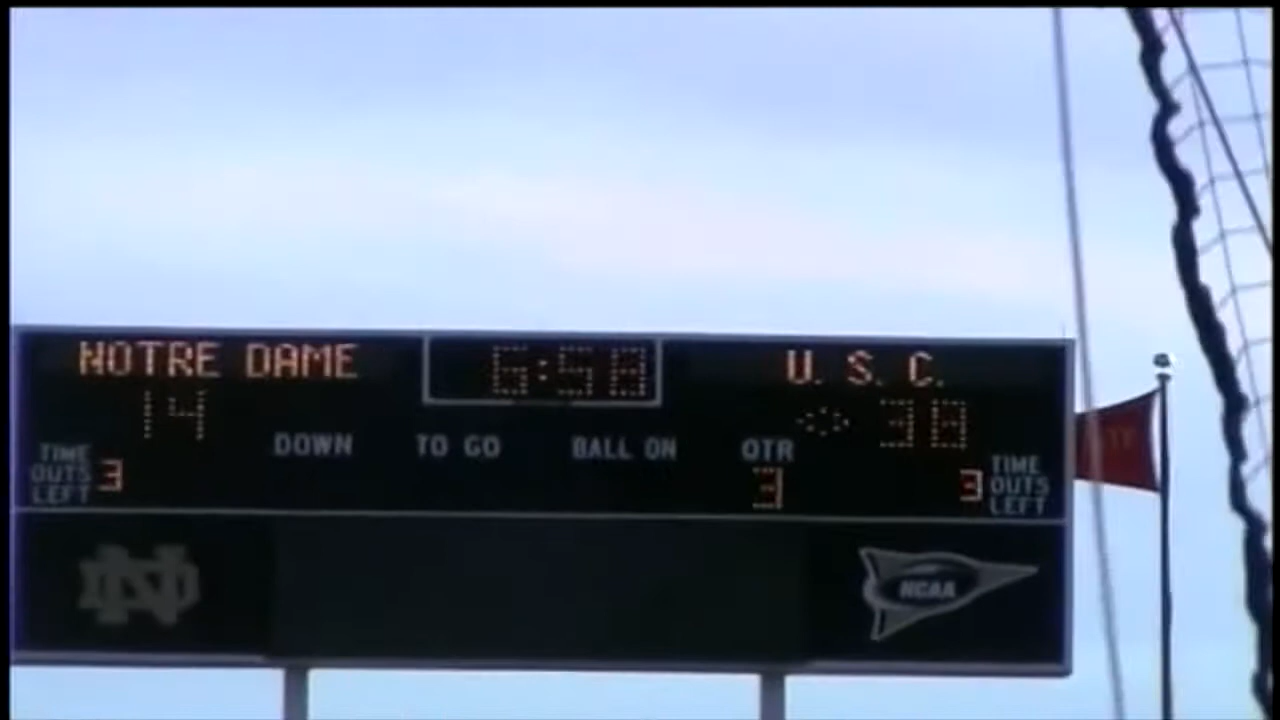 NOTRE DAME 6:58 U. S. C.
14 38
DOWN TO GO BALL ON QTR
TIME OUTS LEFT 3 3 3 TIME OUTS LEFT
ND NCAA